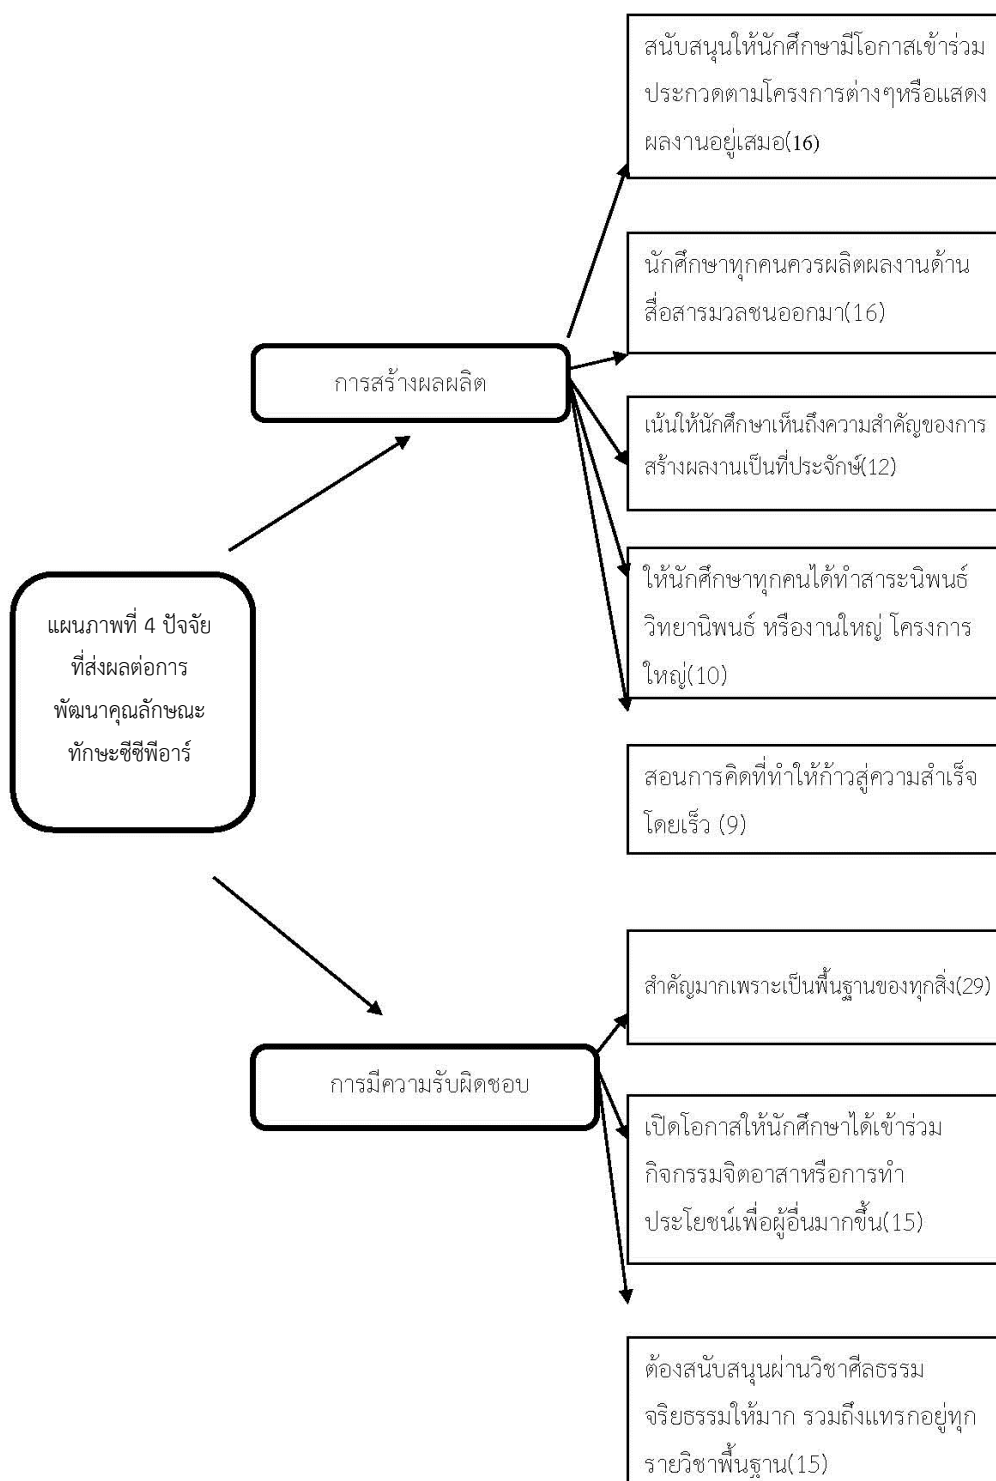 สนับสนุนให้นักศึกษามีโอกาสเข้าร่วม
ประกวดตามโครงการต่างๆหรือแสดง
ผลงานอยู่เสมอ(16)
นักศึกษาทุกคนควรผลิตผลงานด้าน
สื่อสารมวลชนออกมา(16)
การสร้างผลผลิต
เน้นให้นักศึกษาเห็นถึงความสำคัญของการ
สร้างผลงานเป็นที่ประจักษ์(12)
ให้นักศึกษาทุกคนได้ทำสาระนิพนธ์
วิทยานิพนธ์ หรืองานใหญ่ โครงการ
ใหญ่(10)
แผนภาพที่ 4 ปัจจัย
ที่ส่งผลต่อการ
พัฒนาคุณลักษณะ
ทักษะซีซีพีอาร์
สอนการคิดที่ทำให้ก้าวสู่ความสำเร็จ
โดยเร็ว (9)
สำคัญมากเพราะเป็นพื้นฐานของทุกสิ่ง(29)
การมีความรับผิดชอบ
เปิดโอกาสให้นักศึกษาได้เข้าร่วม
กิจกรรมจิตอาสาหรือการทำ
ประโยชน์เพื่อผู้อื่นมากขึ้น(15)
ต้องสนับสนุนผ่านวิชาศีลธรรม
จริยธรรมให้มาก รวมถึงแทรกอยู่ทุก
รายวิชาพื้นฐาน(15)